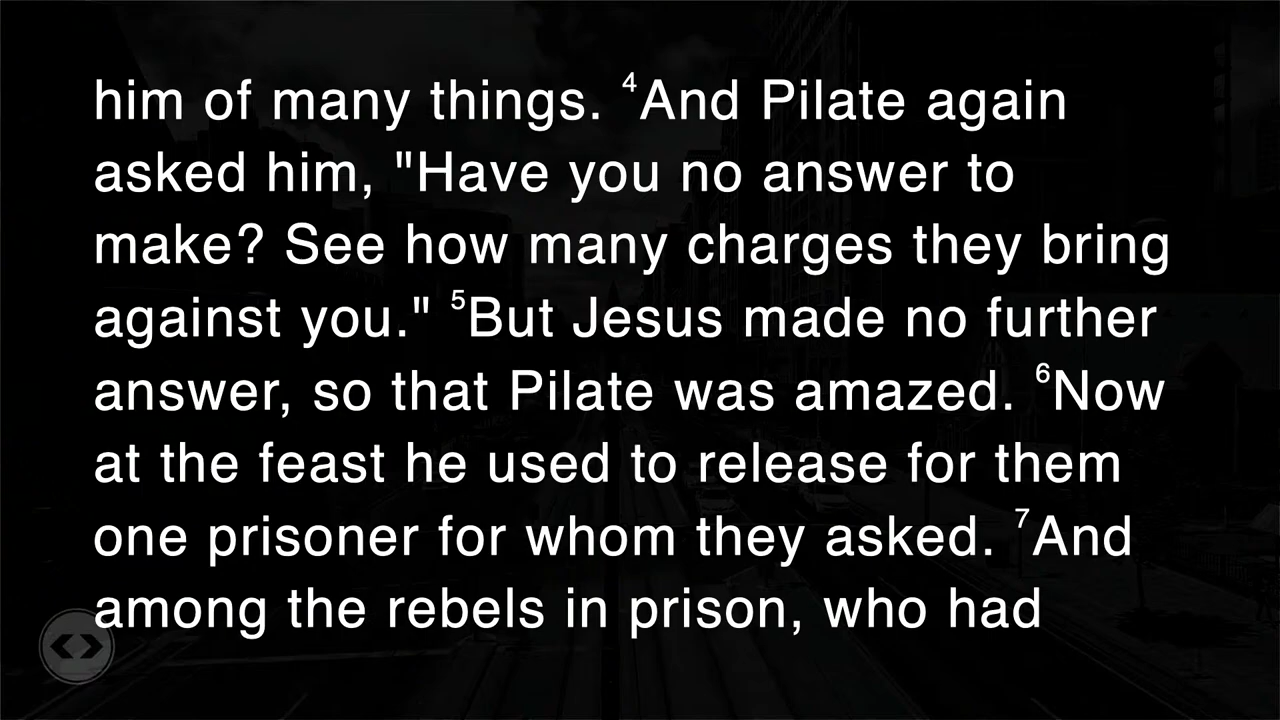 him of many things. ⁴And Pilate again
asked him, "Have you no answer to
make? See how many charges they bring
against you." ⁵But Jesus made no further
answer, so that Pilate was amazed. ⁶Now
at the feast he used to release for them
one prisoner for whom they asked. ⁷And
among the rebels in prison, who had